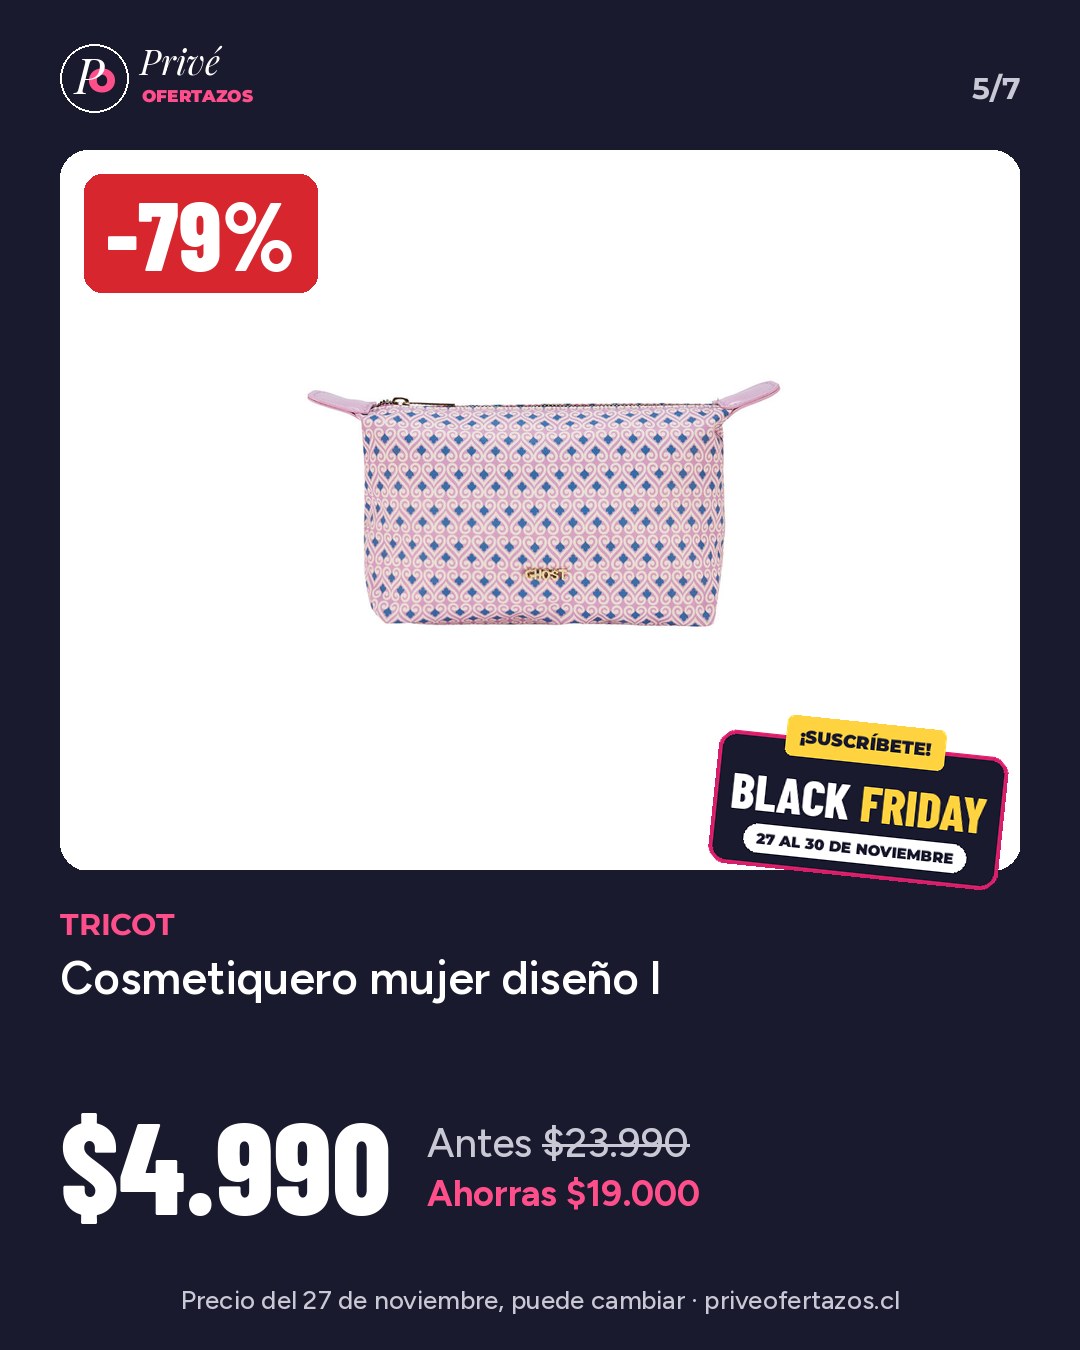 Privé
OFERTAZOS
5/7
-79%
GHOST
¡SUSCRÍBETE!
BLACK FRIDAY
27 AL 30 DE NOVIEMBRE
TRICOT
Cosmetiquero mujer diseño l
$4.990
Antes $23.990
Ahorras $19.000
Precio del 27 de noviembre, puede cambiar · priveofertazos.cl